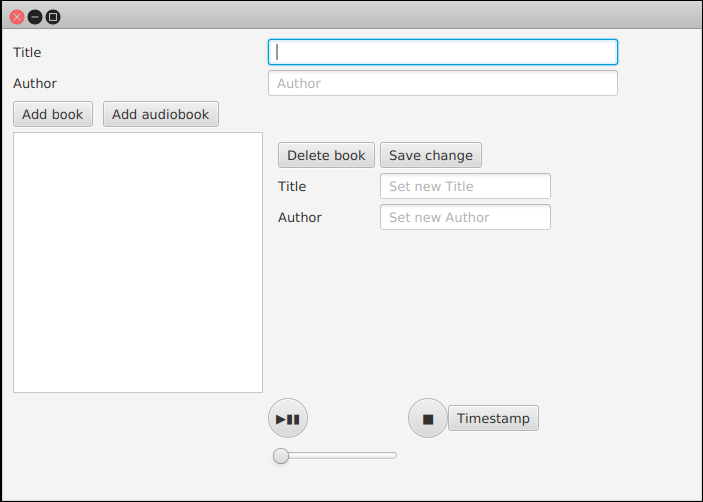 Title
Author Author
Add book Add audiobook
Delete book Save change
Title Set new Title
Author Set new Author
Timestamp